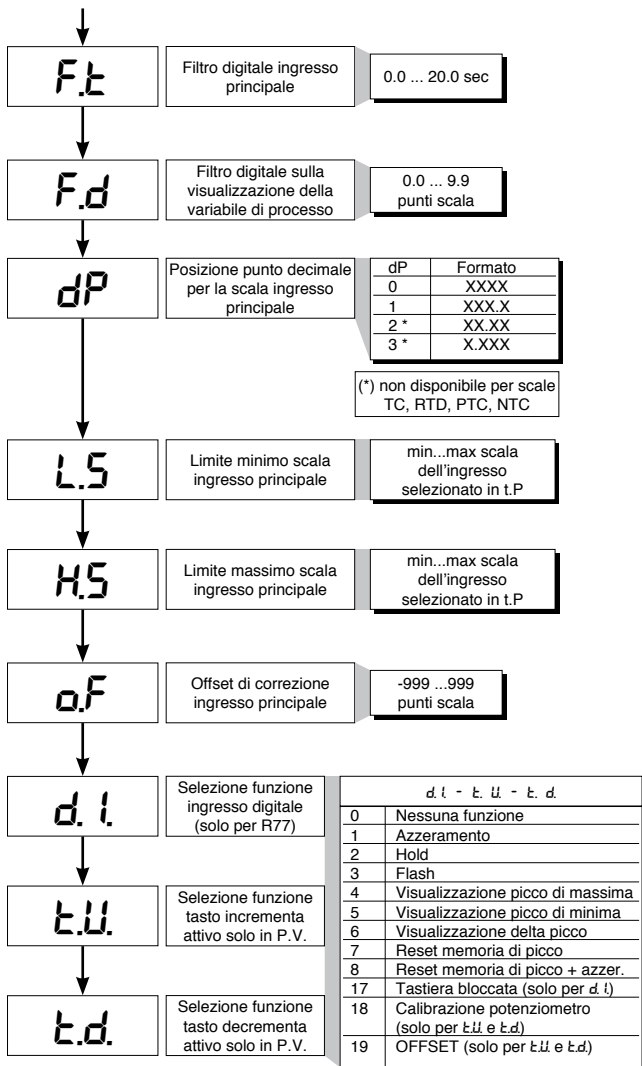 F.t
Filtro digitale ingresso
principale
0.0 ... 20.0 sec
F.d
Filtro digitale sulla
visualizzazione della
variabile di processo
0.0 ... 9.9
punti scala
dP
Posizione punto decimale
per la scala ingresso
principale
dP Formato
0 XXXX
1 XXX.X
2 * XX.XX
3 * X.XXX
(*) non disponibile per scale
TC, RTD, PTC, NTC
L.S
Limite minimo scala
ingresso principale
min...max scala
dell'ingresso
selezionato in t.P
H.S
Limite massimo scala
ingresso principale
min...max scala
dell'ingresso
selezionato in t.P
o.F
Offset di correzione
ingresso principale
-999 ...999
punti scala
d. I.
Selezione funzione
ingresso digitale
(solo per R77)
t.U.
Selezione funzione
tasto incrementa
attivo solo in P.V.
t.d.
Selezione funzione
tasto decrementa
attivo solo in P.V.
d. I. - t. U. - t. d.
0 Nessuna funzione
1 Azzeramento
2 Hold
3 Flash
4 Visualizzazione picco di massima
5 Visualizzazione picco di minima
6 Visualizzazione delta picco
7 Reset memoria di picco
8 Reset memoria di picco + azzer.
17 Tastiera bloccata (solo per d. I.)
18 Calibrazione potenziometro
(solo per t.U. e t.d.)
19 OFFSET (solo per t.U. e t.d.)